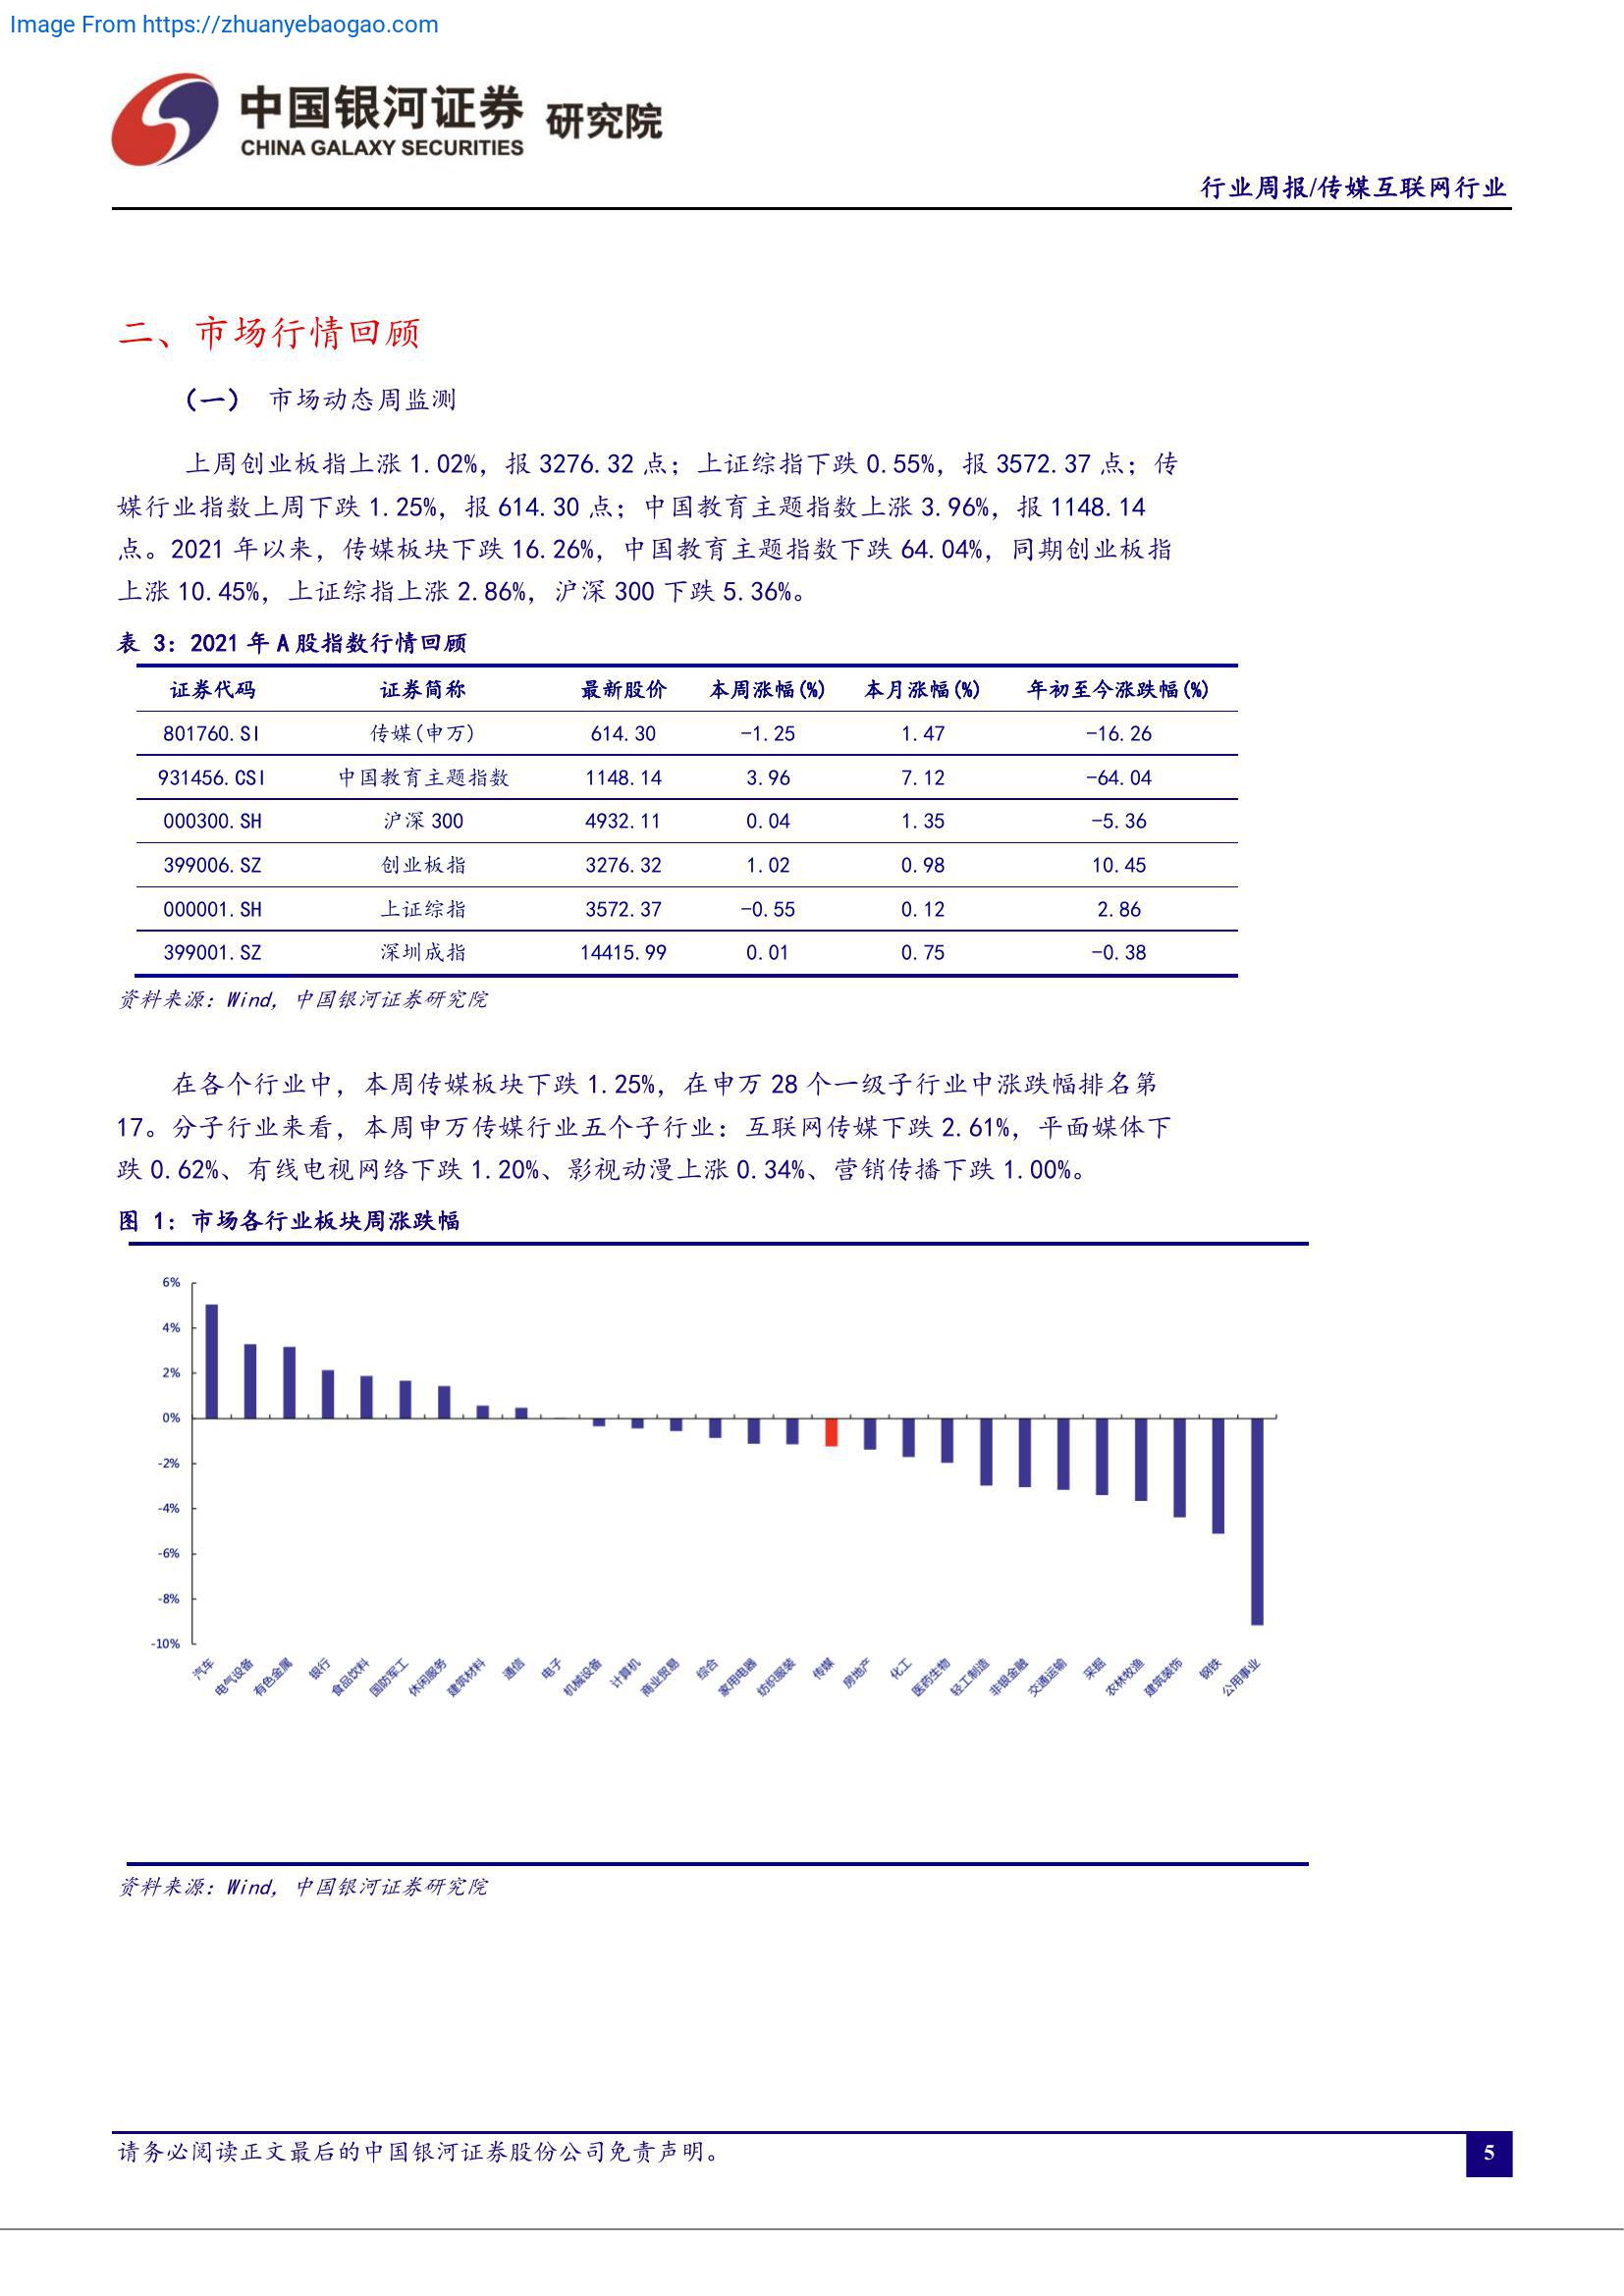 Image From https://zhuanyebaogao.com
中国银河证券 研究院
CHINA GALAXY SECURITIES
行业周报/传媒互联网行业
二、市场行情回顾
（一） 市场动态周监测
上周创业板指上涨 1.02%，报 3276.32 点；上证综指下跌 0.55%，报 3572.37 点；传
媒行业指数上周下跌 1.25%，报 614.30 点；中国教育主题指数上涨 3.96%，报 1148.14
点。2021 年以来，传媒板块下跌 16.26%，中国教育主题指数下跌 64.04%，同期创业板指
上涨 10.45%，上证综指上涨 2.86%，沪深 300 下跌 5.36%。
表 3：2021 年 A 股指数行情回顾
证券代码 证券简称 最新股价 本周涨幅(%) 本月涨幅(%) 年初至今涨跌幅(%)
801760.SI 传媒(申万) 614.30 -1.25 1.47 -16.26
931456.CSI 中国教育主题指数 1148.14 3.96 7.12 -64.04
000300.SH 沪深 300 4932.11 0.04 1.35 -5.36
399006.SZ 创业板指 3276.32 1.02 0.98 10.45
000001.SH 上证综指 3572.37 -0.55 0.12 2.86
399001.SZ 深圳成指 14415.99 0.01 0.75 -0.38
资料来源：Wind，中国银河证券研究院
在各个行业中，本周传媒板块下跌 1.25%，在申万 28 个一级子行业中涨跌幅排名第
17。分子行业来看，本周申万传媒行业五个子行业：互联网传媒下跌 2.61%，平面媒体下
跌 0.62%、有线电视网络下跌 1.20%、影视动漫上涨 0.34%、营销传播下跌 1.00%。
图 1：市场各行业板块周涨跌幅
6%
4%
2%
0%
-2%
-4%
-6%
-8%
-10%
汽车 电气设备 有色金属 银行 食品饮料 国防军工 休闲服务 建筑材料 通信 电子 机械设备 计算机 商业贸易 综合 家用电器 纺织服装 传媒 房地产 化工 医药生物 轻工制造 非银金融 交通运输 采掘 农林牧渔 建筑装饰 钢铁 公用事业
资料来源：Wind，中国银河证券研究院
请务必阅读正文最后的中国银河证券股份公司免责声明。
5